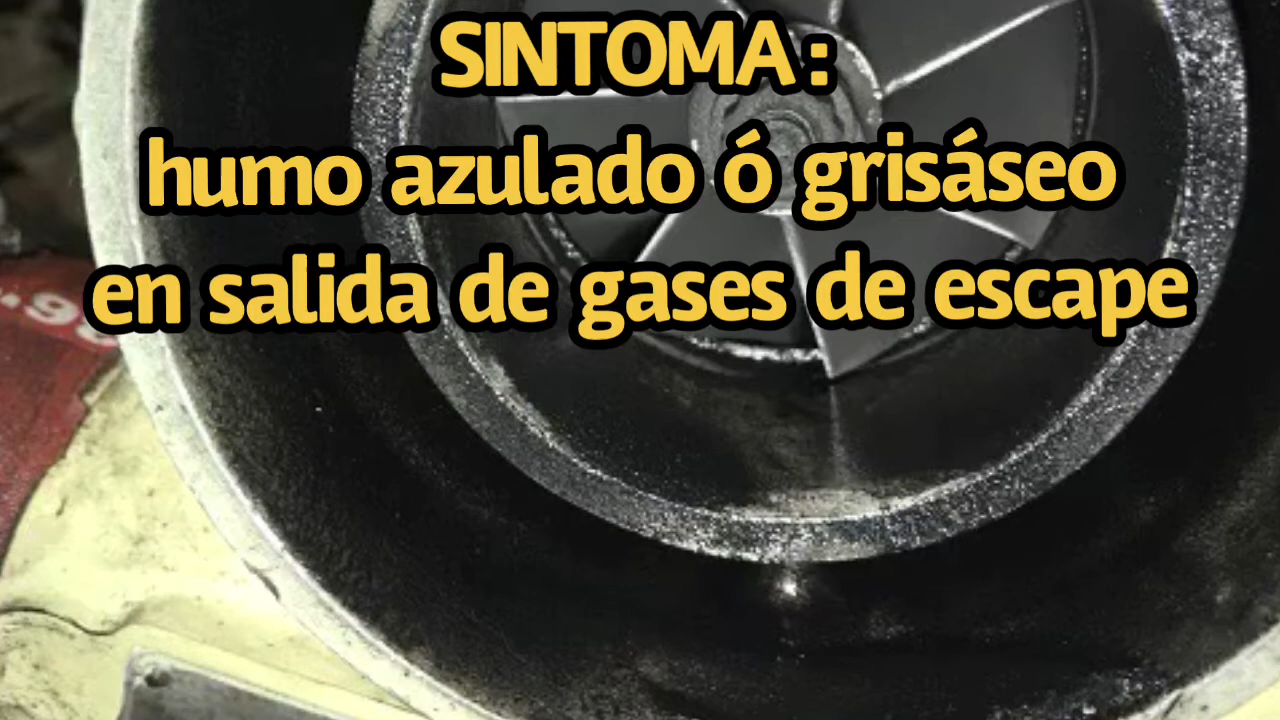 SINTOMA :
humo azulado ó grisáseo
en salida de gases de escape